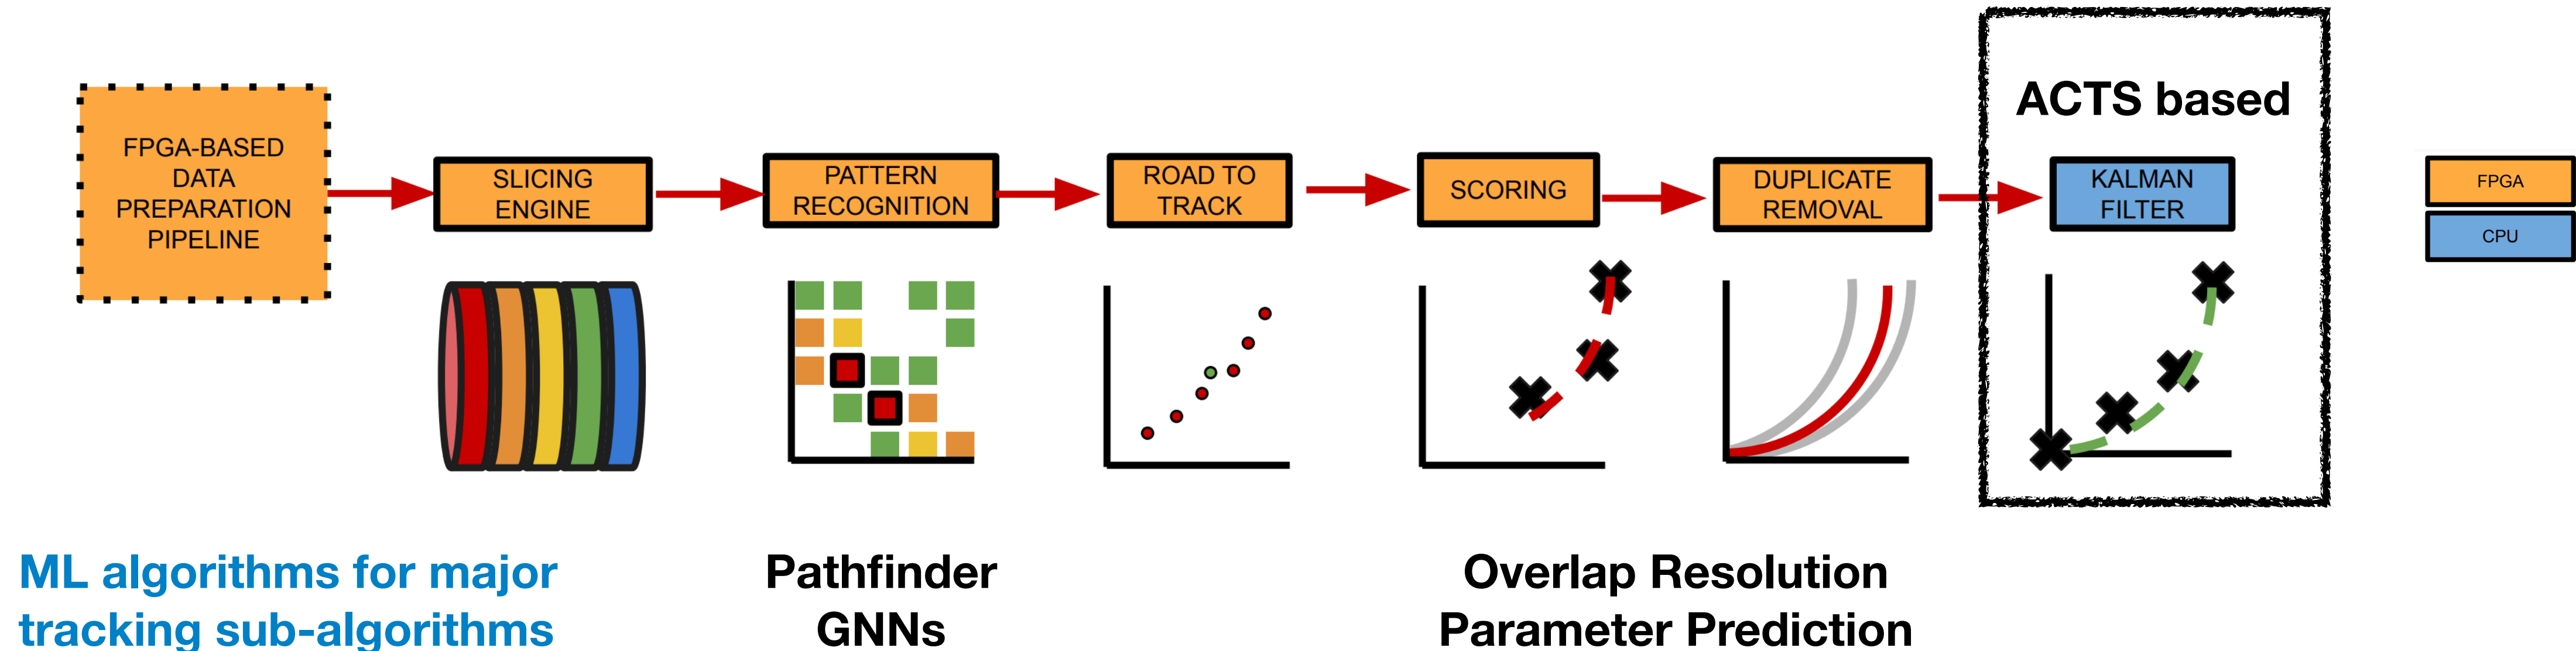 FPGA-BASED
DATA
PREPARATION
PIPELINE
SLICING
ENGINE
PATTERN
RECOGNITION
ROAD TO
TRACK
SCORING
DUPLICATE
REMOVAL
ACTS based
KALMAN
FILTER
FPGA
CPU
ML algorithms for major
tracking sub-algorithms
Pathfinder
GNNs
Overlap Resolution
Parameter Prediction